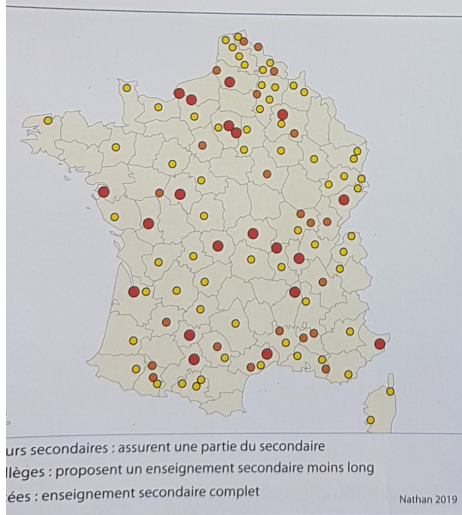 urs secondaires : assurent une partie du secondaire
llèges : proposent un enseignement secondaire moins long
ées : enseignement secondaire complet
Nathan 2019